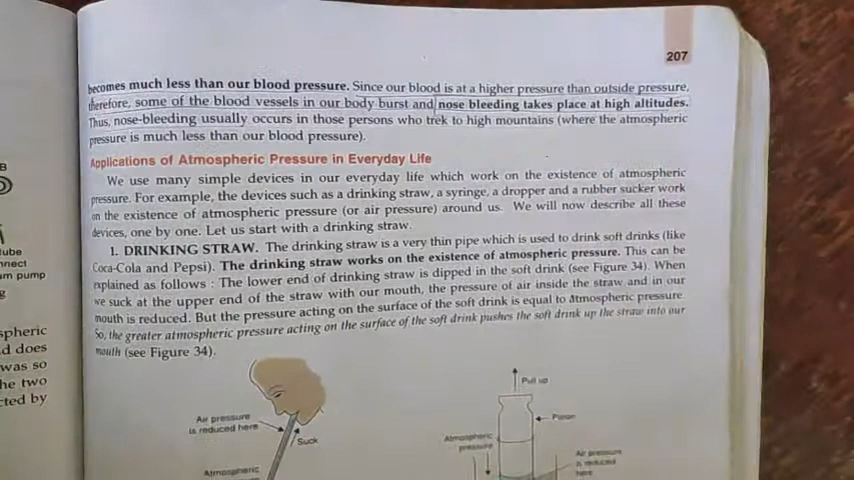 207
becomes much less than our blood pressure. Since our blood is at a higher pressure than outside pressure,
therefore, some of the blood vessels in our body burst and nose bleeding takes place at high altitudes.
Thus, nose-bleeding usually occurs in those persons who trek to high mountains (where the atmospheric
pressure is much less than our blood pressure).
Applications of Atmospheric Pressure in Everyday Life
We use many simple devices in our everyday life which work on the existence of atmospheric
pressure. For example, the devices such as a drinking straw, a syringe, a dropper and a rubber sucker work
on the existence of atmospheric pressure (or air pressure) around us. We will now describe all these
devices, one by one. Let us start with a drinking straw.
1. DRINKING STRAW. The drinking straw is a very thin pipe which is used to drink soft drinks (like
Coca-Cola and Pepsi). The drinking straw works on the existence of atmospheric pressure. This can be
explained as follows : The lower end of drinking straw is dipped in the soft drink (see Figure 34). When
we suck at the upper end of the straw with our mouth, the pressure of air inside the straw and in our
mouth is reduced. But the pressure acting on the surface of the soft drink is equal to atmospheric pressure.
So, the greater atmospheric pressure acting on the surface of the soft drink pushes the soft drink up the straw into our
mouth (see Figure 34).
Air pressure
is reduced here
Suck
Atmospheric
Pull up
Piston
Atmospheric
pressure
Air pressure
is reduced
here
B
um pump
spheric
d does
was so
he two
cted by